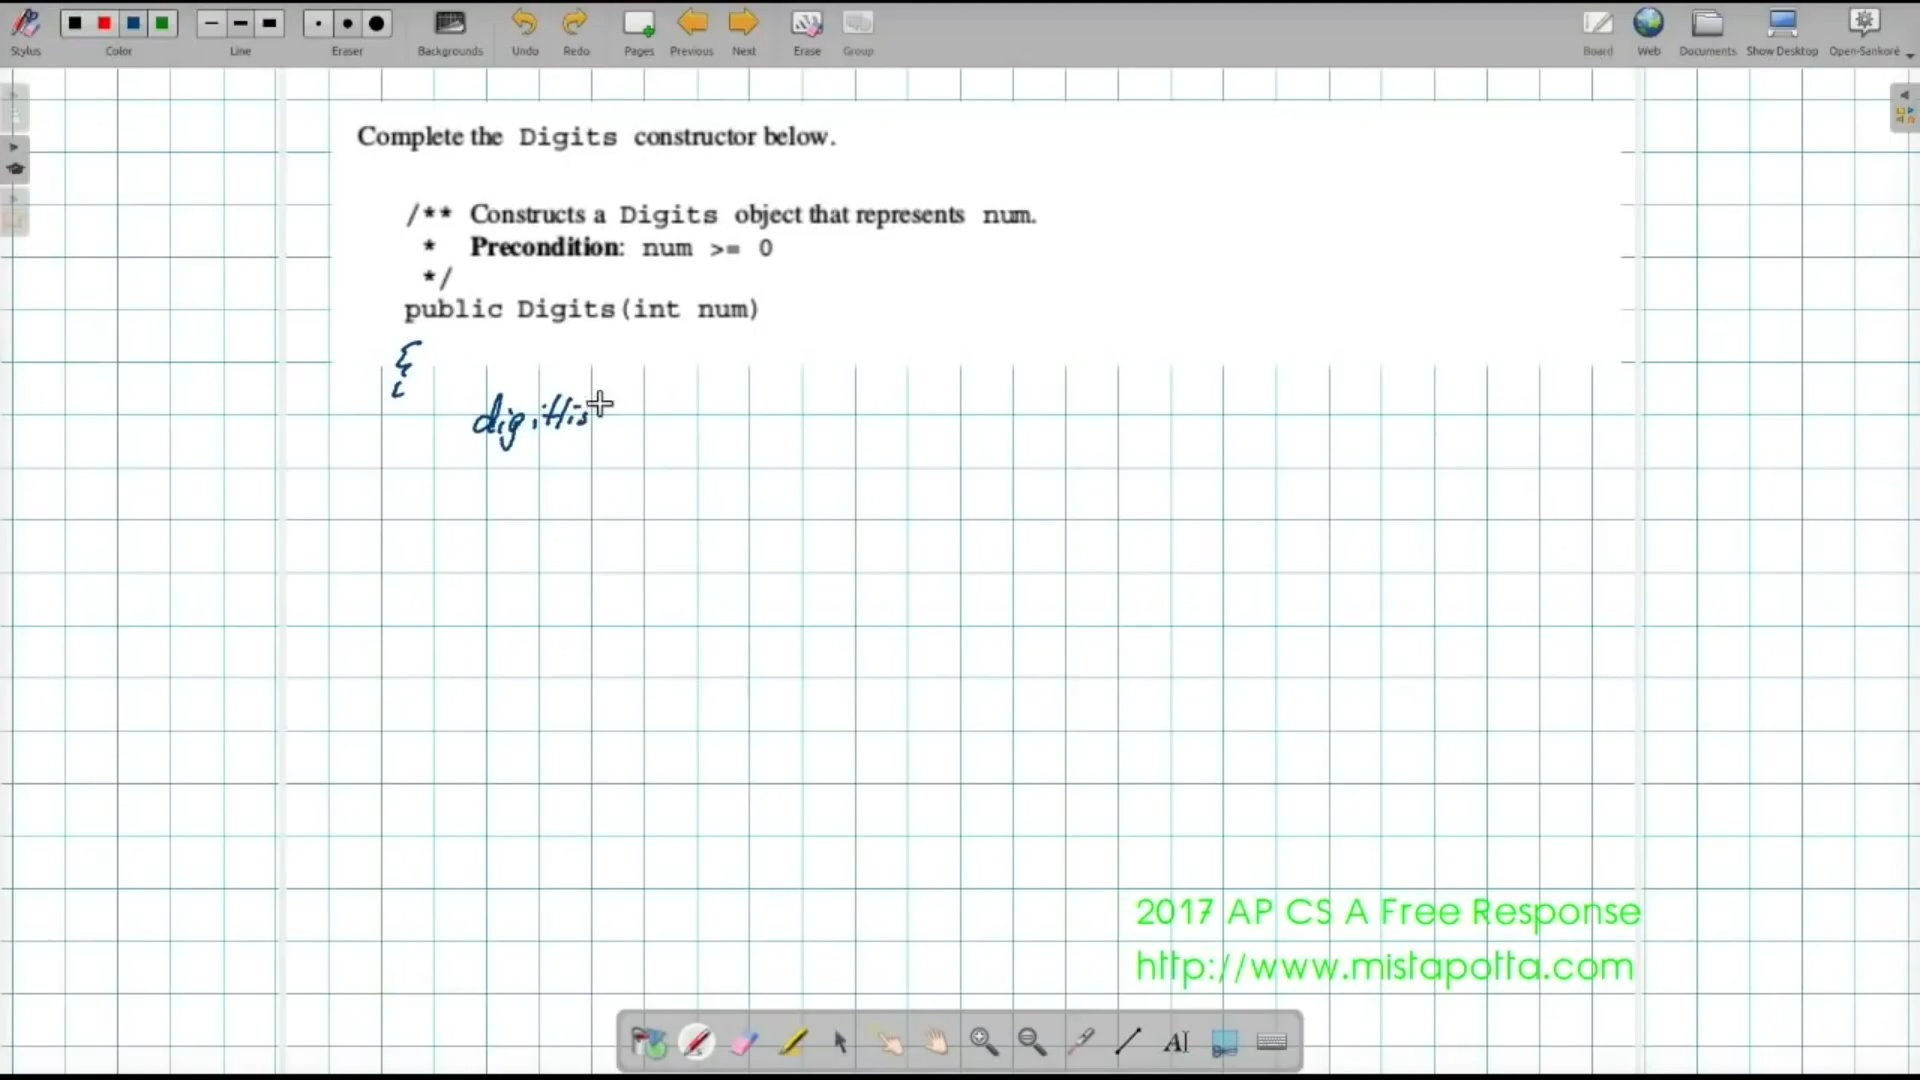 Stylus Color Line Eraser Backgrounds Undo Redo Pages Previous Next Erase Group Board Web Documents Show Desktop Open-Sankoré
Complete the Digits constructor below.
/** Constructs a Digits object that represents num.
* Precondition: num >= 0
*/
public Digits(int num)
{
digitLis
2017 AP CS A Free Response
http://www.mistapotta.com
AI